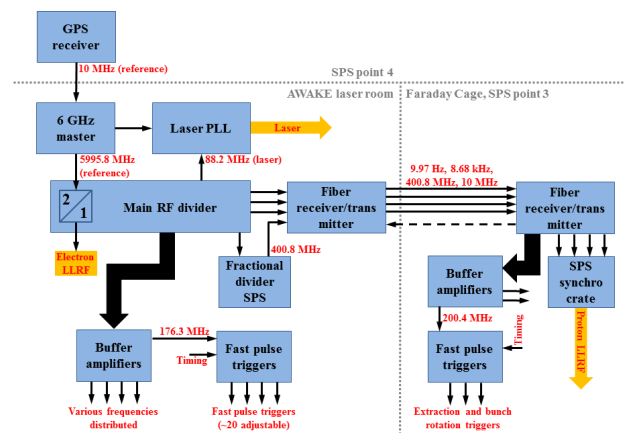 GPS
receiver
10 MHz (reference)
SPS point 4
AWAKE laser room
Faraday Cage, SPS point 3
6 GHz
master
Laser PLL
Laser
5995.8 MHz
(reference)
88.2 MHz (laser)
9.97 Hz, 8.68 kHz,
400.8 MHz, 10 MHz
2
1
Main RF divider
Fiber
receiver/trans
mitter
Fiber
receiver/trans
mitter
Electron
LLRF
400.8 MHz
Fractional
divider
SPS
Buffer
amplifiers
SPS
synchro
crate
200.4 MHz
176.3 MHz
Buffer
amplifiers
Timing
Fast pulse
triggers
Fast pulse
triggers
Timing
Proton LLRF
Various frequencies
distributed
Fast pulse triggers
(~20 adjustable)
Extraction and bunch
rotation triggers